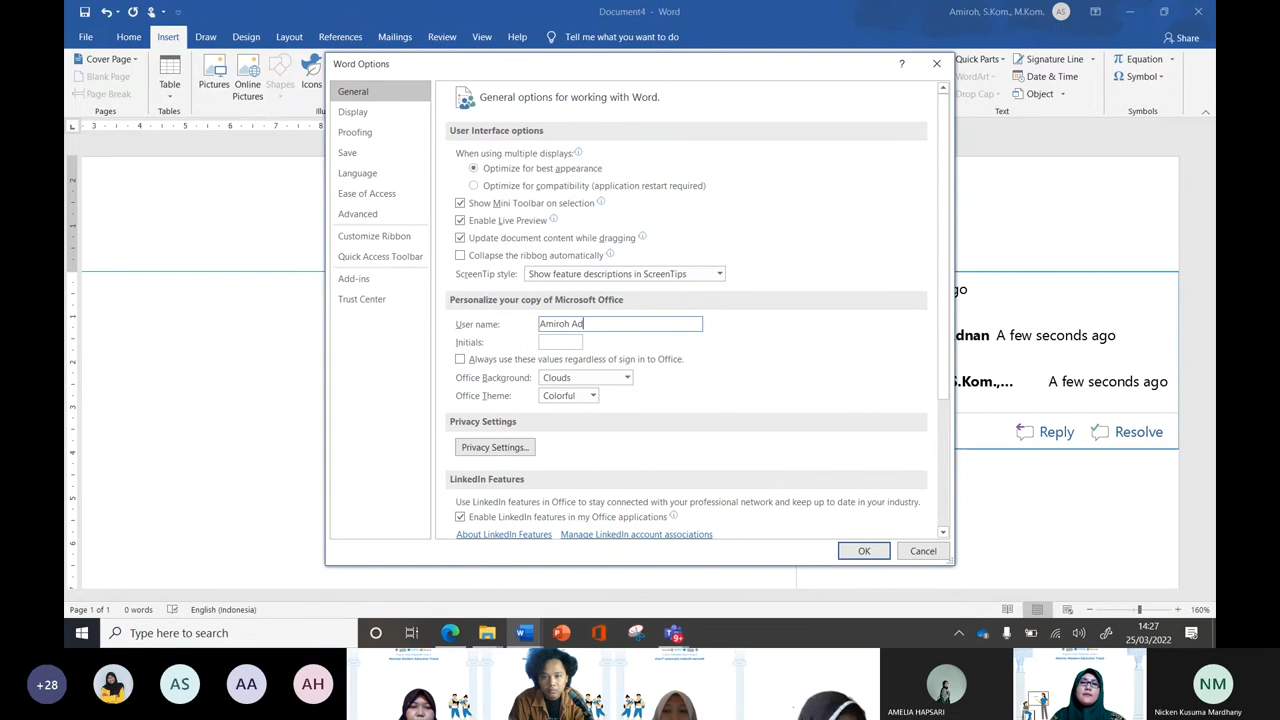 Document4 - Word
Amiroh, S.Kom., M.Kom. AS
File Home Insert Draw Design Layout References Mailings Review View Help Tell me what you want to do Share
Cover Page
Blank Page
Page Break
Pages
Table
Tables
Pictures
Online Pictures
Shapes
Icons
Quick Parts
WordArt
Drop Cap
Signature Line
Date & Time
Object
Equation
Symbol
Symbols
Word Options
General
Display
Proofing
Save
Language
Ease of Access
Advanced
Customize Ribbon
Quick Access Toolbar
Add-ins
Trust Center
General options for working with Word.
User Interface options
When using multiple displays:
Optimize for best appearance
Optimize for compatibility (application restart required)
Show Mini Toolbar on selection
Enable Live Preview
Update document content while dragging
Collapse the ribbon automatically
ScreenTip style: Show feature descriptions in ScreenTips
Personalize your copy of Microsoft Office
User name: Amiroh Ad
Initials:
Always use these values regardless of sign in to Office.
Office Background: Clouds
Office Theme: Colorful
Privacy Settings
Privacy Settings...
LinkedIn Features
Use LinkedIn features in Office to stay connected with your professional network and keep up to date in your industry.
Enable LinkedIn features in my Office applications
About LinkedIn Features Manage LinkedIn account associations
OK Cancel
go
dnan A few seconds ago
S.Kom.,... A few seconds ago
Reply Resolve
Page 1 of 1 0 words English (Indonesia) 160%
Type here to search
14:27
25/03/2022
+28 AS AA AH
AMELIA HAPSARI
NM
Nicken Kusuma Mardhany